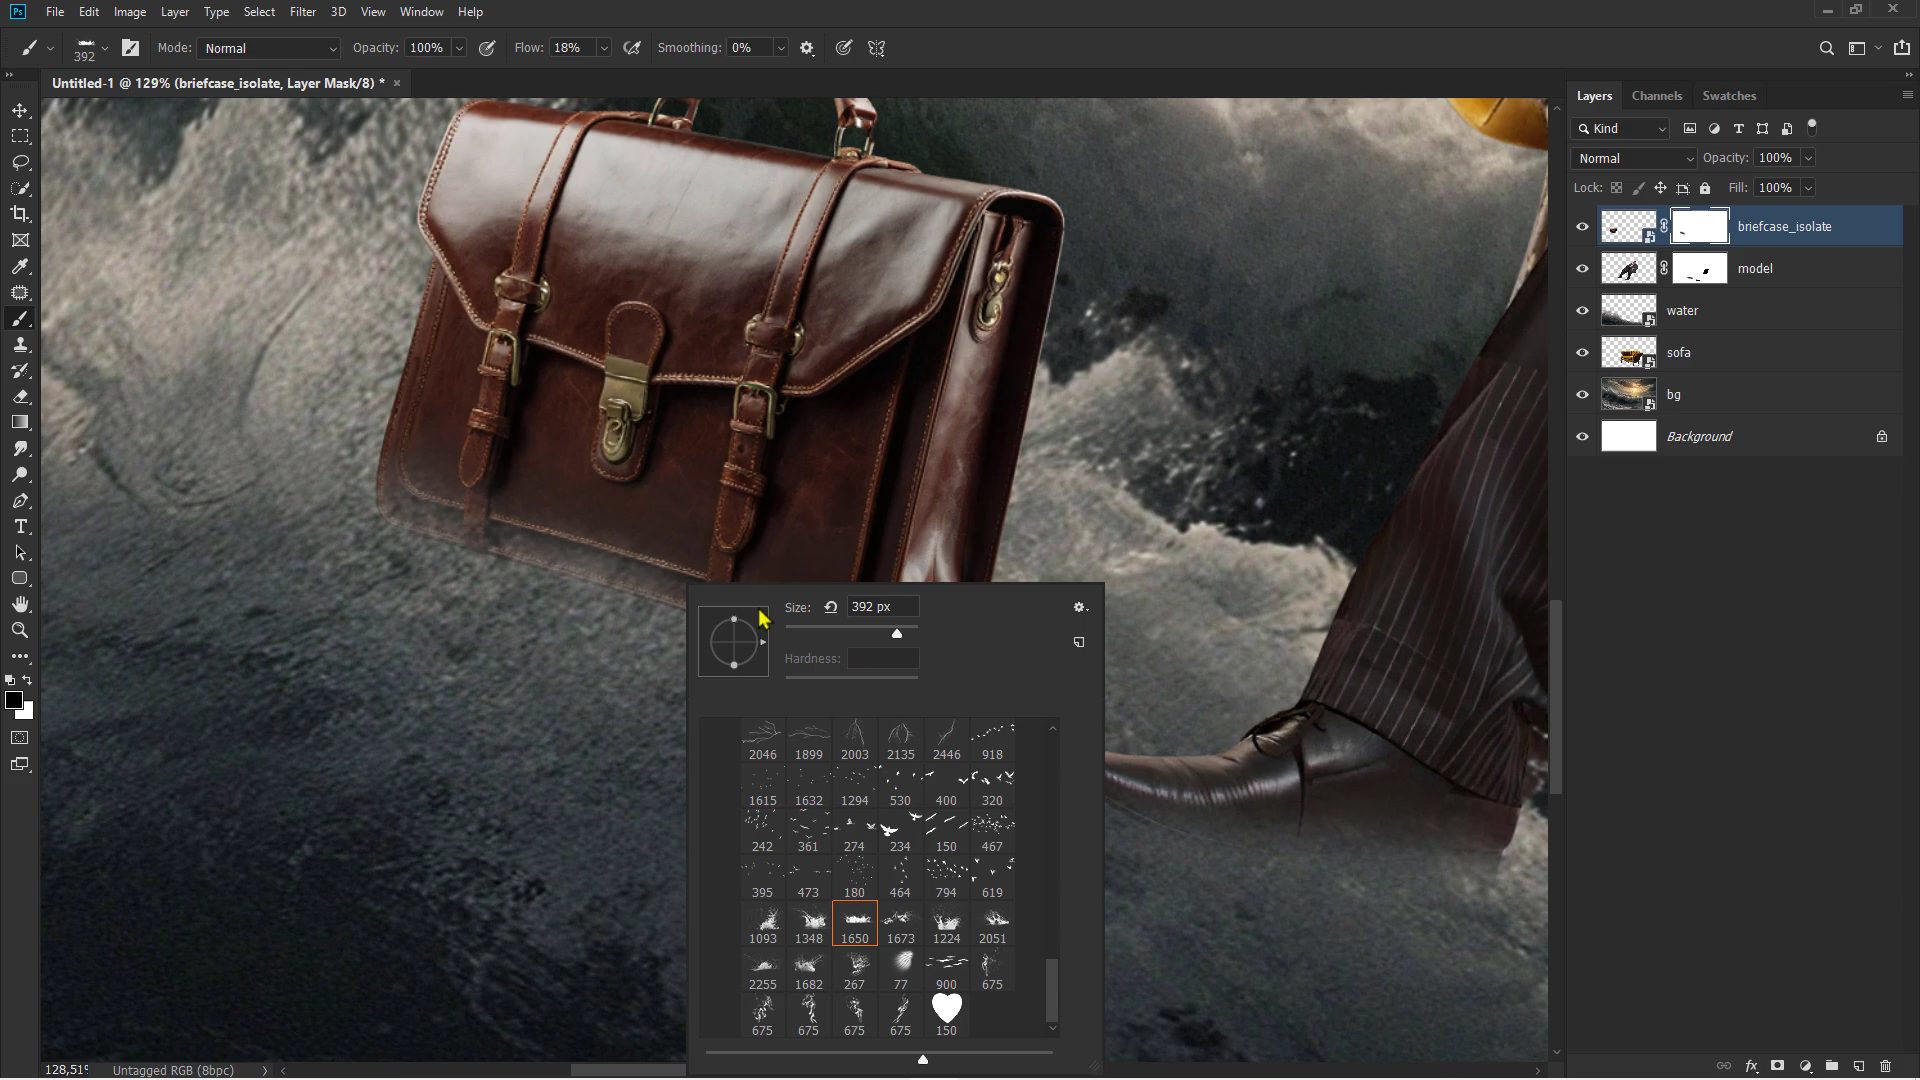 Ps File Edit Image Layer Type Select Filter 3D View Window Help
392 Mode: Normal Opacity: 100% Flow: 18% Smoothing: 0%
Untitled-1 @ 129% (briefcase_isolate, Layer Mask/8) * ×
Layers Channels Swatches
Kind
Normal Opacity: 100%
Lock: Fill: 100%
briefcase_isolate
model
water
sofa
bg
Background
Size: 392 px
Hardness:
2046 1899 2003 2135 2446 918
1615 1632 1294 530 400 320
242 361 274 234 150 467
395 473 180 464 794 619
1093 1348 1650 1673 1224 2051
2255 1682 267 77 900 675
675 675 675 675 150
128,51% Untagged RGB (8bpc)